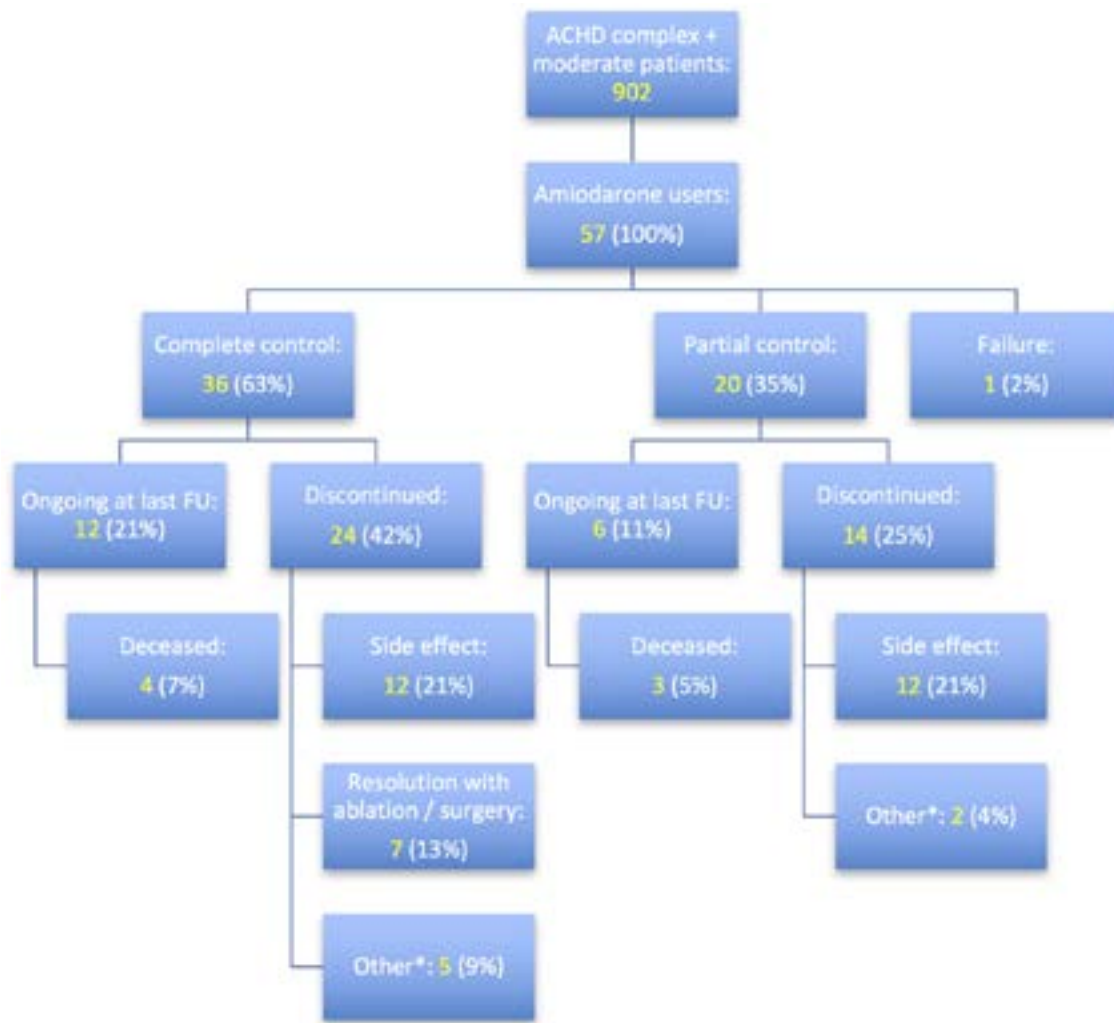 ACHD complex +
moderate patients:
902
Amiodarone users:
57 (100%)
Complete control:
36 (63%)
Partial control:
20 (35%)
Failure:
1 (2%)
Ongoing at last FU:
12 (21%)
Discontinued:
24 (42%)
Ongoing at last FU:
6 (11%)
Discontinued:
14 (25%)
Deceased:
4 (7%)
Side effect:
12 (21%)
Deceased:
3 (5%)
Side effect:
12 (21%)
Resolution with
ablation / surgery:
7 (13%)
Other*: 2 (4%)
Other*: 5 (9%)